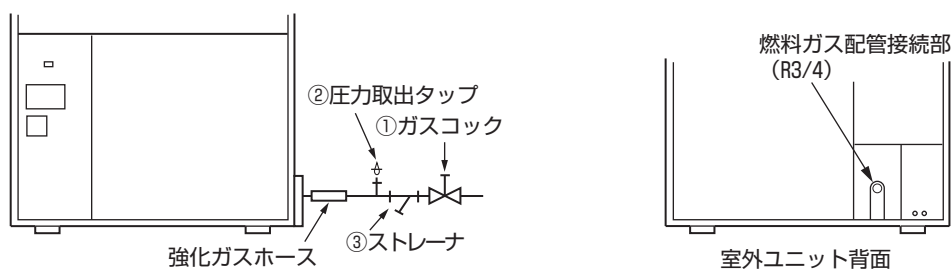 ②圧力取出タップ
①ガスコック
強化ガスホース
③ストレーナ
燃料ガス配管接続部
（R3/4）
室外ユニット背面